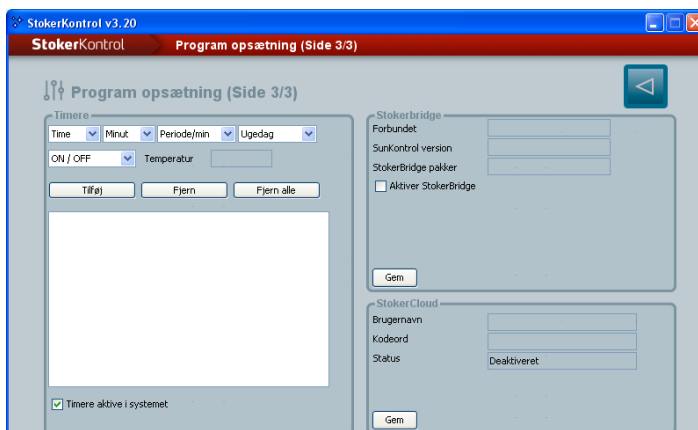 StokerKontrol v3.20
StokerKontrol Program opsætning (Side 3/3)
Program opsætning (Side 3/3)
Timere
Time Minut Periode/min Ugedag
ON / OFF Temperatur
Tilføj Fjern Fjern alle
Timere aktive i systemet
Stokerbridge
Forbundet
SunKontrol version
StokerBridge pakker
Aktiver StokerBridge
Gem
StokerCloud
Brugernavn
Kodeord
Status Deaktiveret
Gem